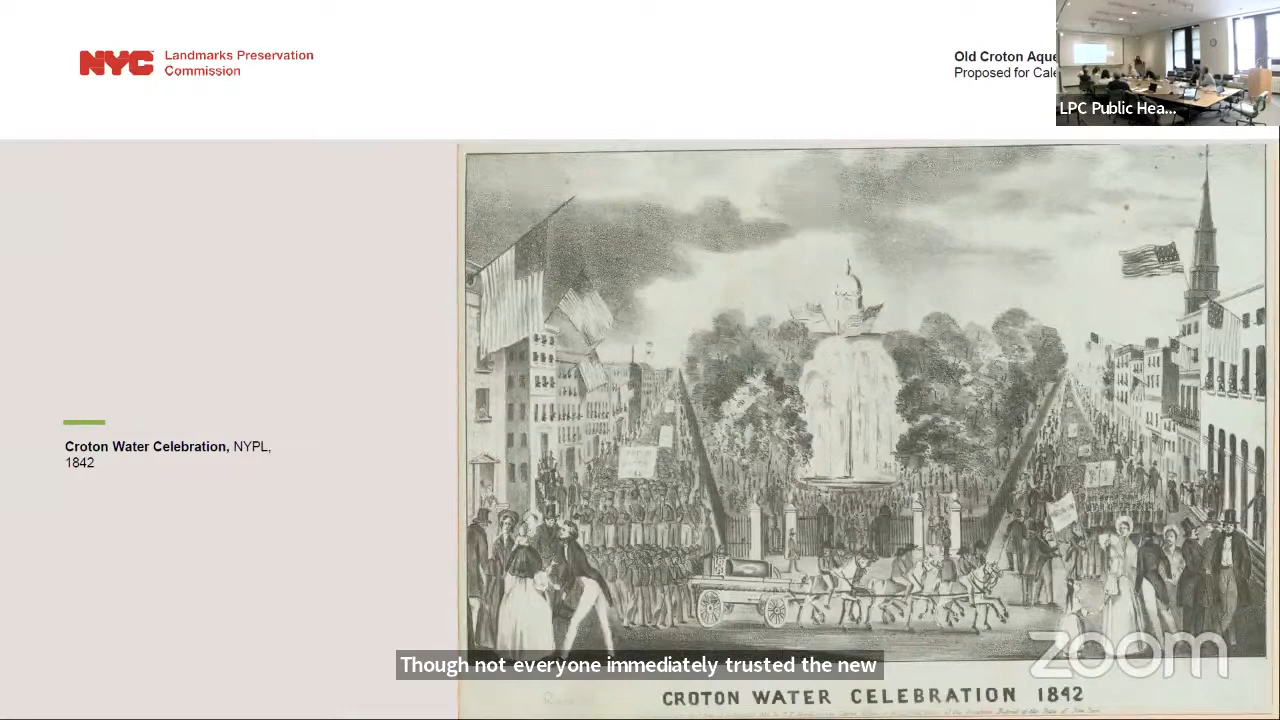 NYC
Landmarks Preservation
Commission
Old Croton Aque
Proposed for Cale
LPC Public Hea...
Croton Water Celebration, NYPL,
1842
Though not everyone immediately trusted the new
zoom
CROTON WATER CELEBRATION 1842